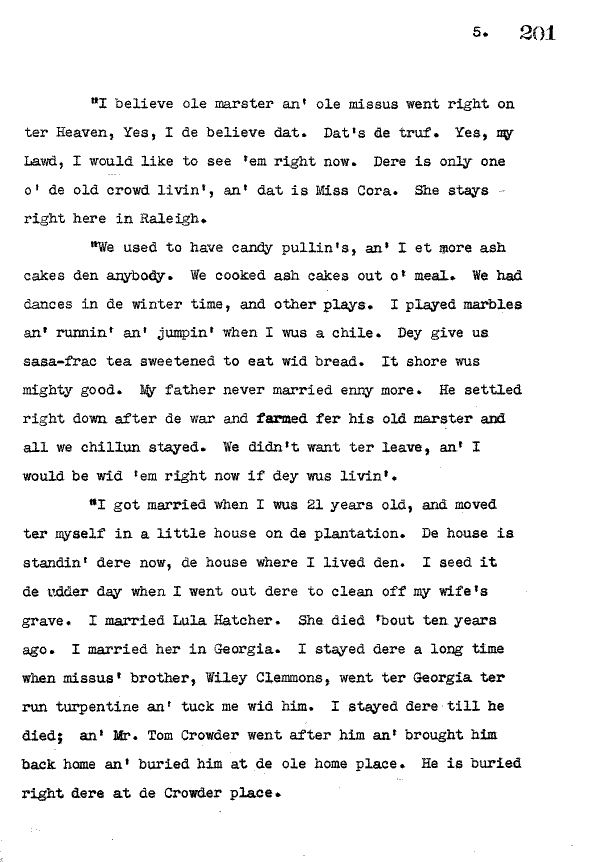 5. 201
"I believe ole marster an' ole missus went right on
ter Heaven, Yes, I de believe dat. Dat's de truf. Yes, my
Lawd, I would like to see 'em right now. Dere is only one
o' de old crowd livin', an' dat is Miss Cora. She stays
right here in Raleigh.
"We used to have candy pullin's, an' I et more ash
cakes den anybody. We cooked ash cakes out o' meal. We had
dances in de winter time, and other plays. I played marbles
an' runnin' an' jumpin' when I wus a chile. Dey give us
sasa-frac tea sweetened to eat wid bread. It shore wus
mighty good. My father never married enny more. He settled
right down after de war and farmed fer his old marster and
all we chillun stayed. We didn't want ter leave, an' I
would be wid 'em right now if dey wus livin'.
"I got married when I wus 21 years old, and moved
ter myself in a little house on de plantation. De house is
standin' dere now, de house where I lived den. I seed it
de udder day when I went out dere to clean off my wife's
grave. I married Lula Hatcher. She died 'bout ten years
ago. I married her in Georgia. I stayed dere a long time
when missus' brother, Wiley Clemmons, went ter Georgia ter
run turpentine an' tuck me wid him. I stayed dere till he
died; an' Mr. Tom Crowder went after him an' brought him
back home an' buried him at de ole home place. He is buried
right dere at de Crowder place.